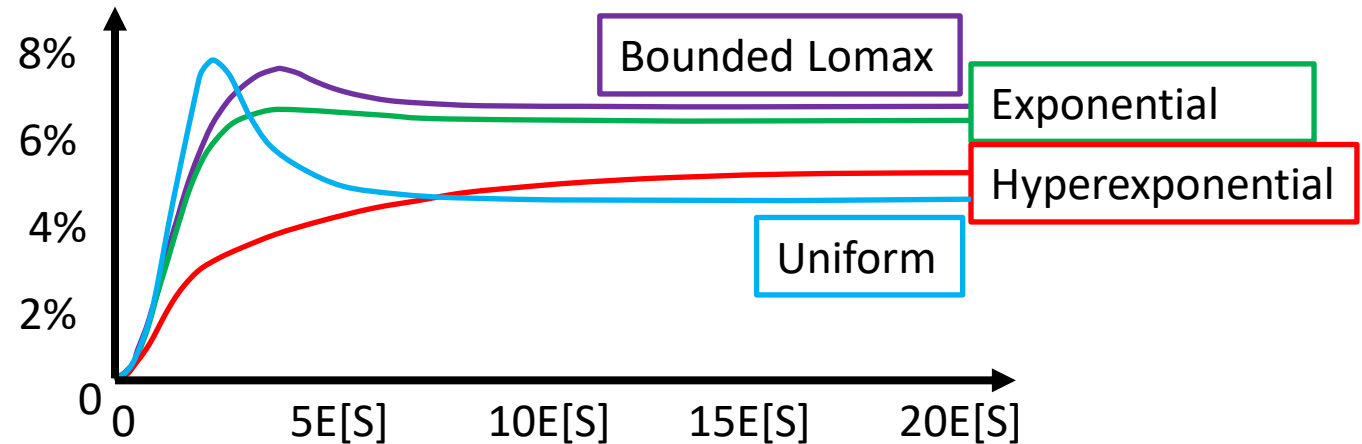 8%
6%
4%
2%
0
0 5E[S] 10E[S] 15E[S] 20E[S]
Bounded Lomax
Exponential
Hyperexponential
Uniform